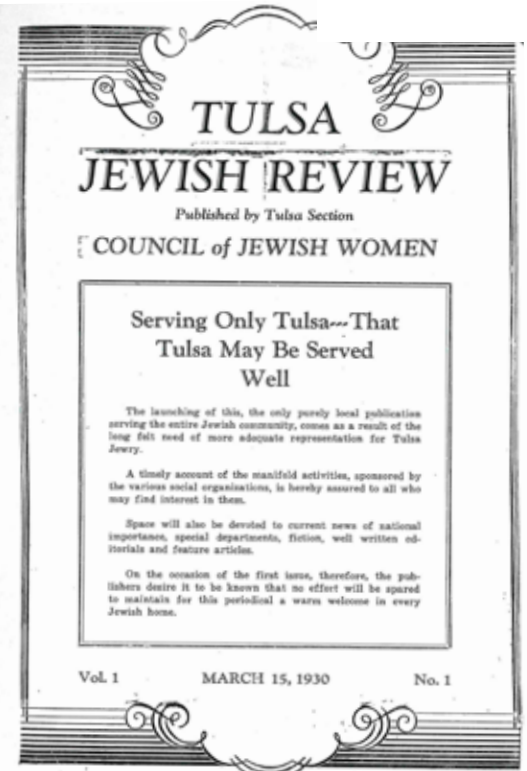 TULSA
JEWISH REVIEW
Published by Tulsa Section
COUNCIL of JEWISH WOMEN
Serving Only Tulsa---That
Tulsa May Be Served
Well
The launching of this, the only purely local publication
serving the entire Jewish community, comes as a result of the
long felt need of more adequate representation for Tulsa
Jewry.
A timely account of the manifold activities, sponsored by
the various social organizations, is hereby assured to all who
may find interest in them.
Space will also be devoted to current news of national
importance, special departments, fiction, well written ed-
itorials and feature articles.
On the occasion of the first issue, therefore, the pub-
lishers desire it to be known that no effort will be spared
to maintain for this periodical a warm welcome in every
Jewish home.
Vol. 1 MARCH 15, 1930 No. 1